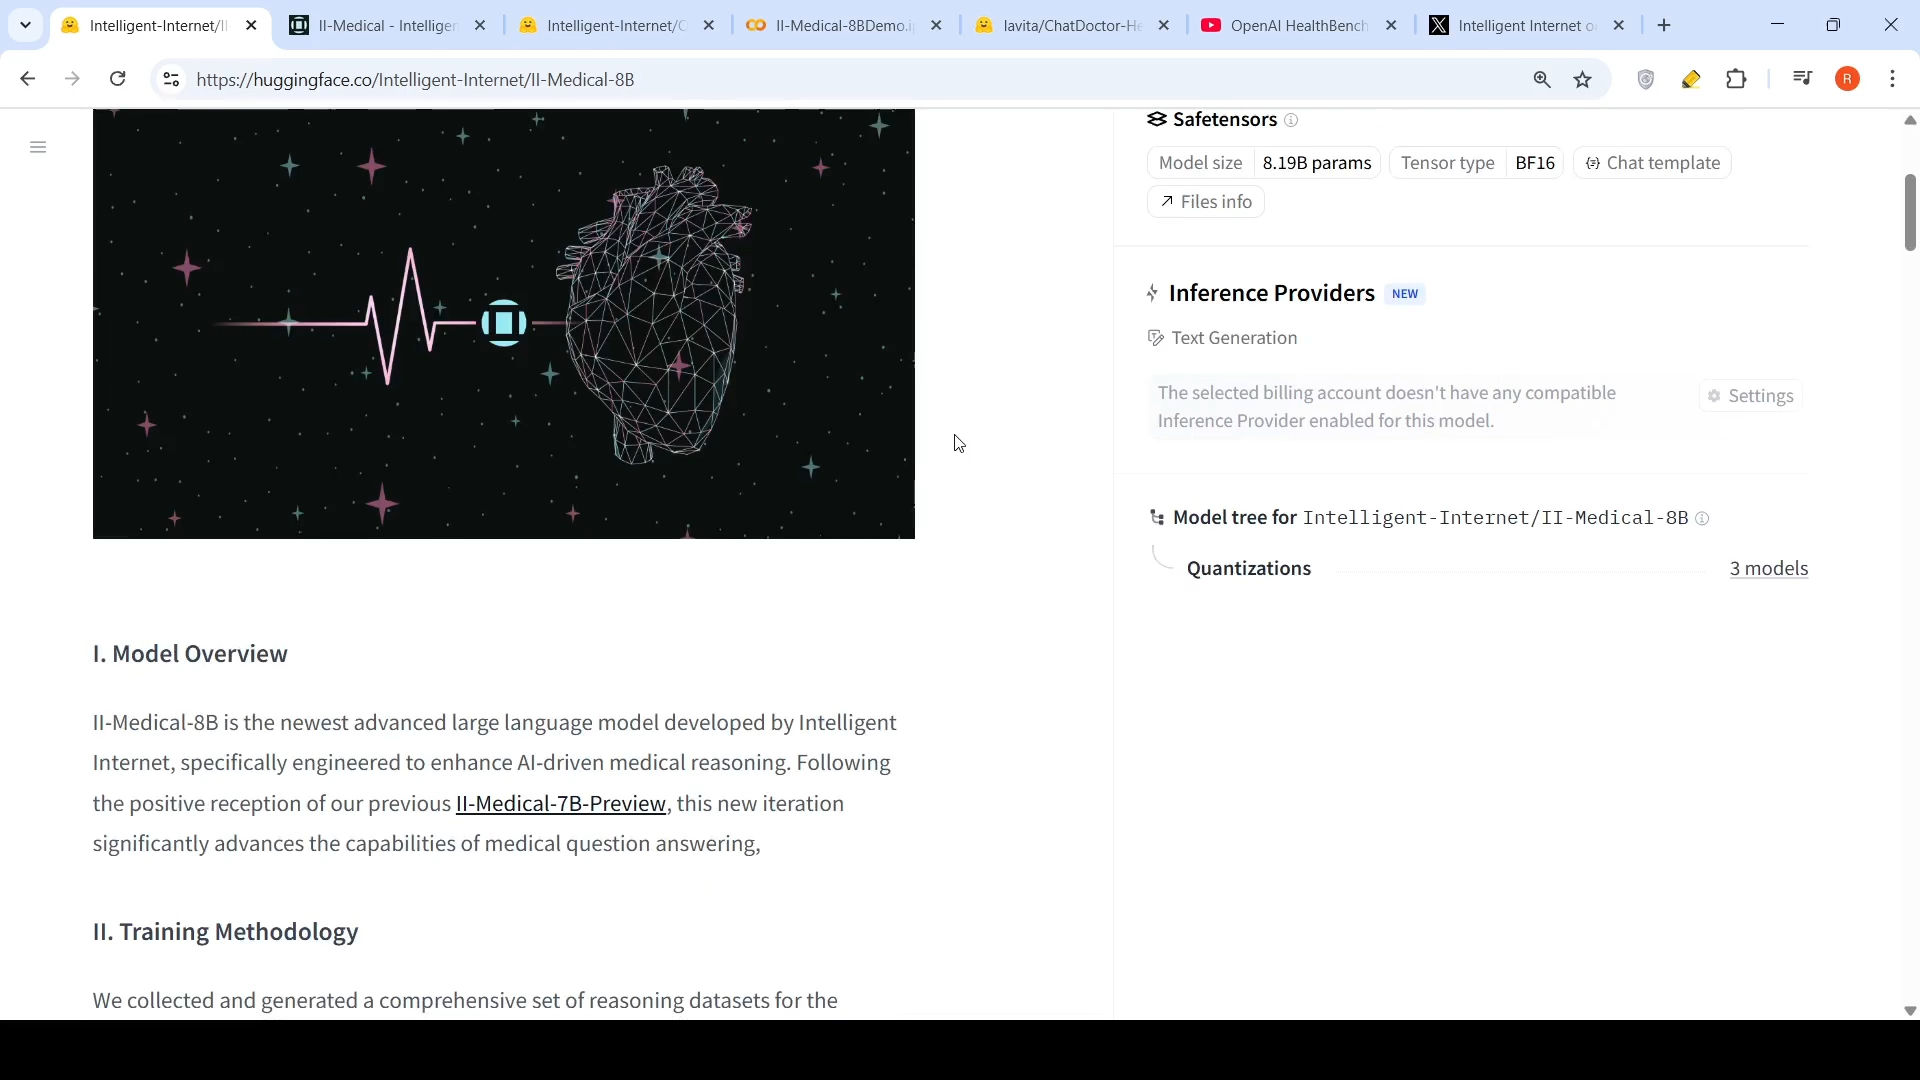 Intelligent-Internet/II
II-Medical - Intelligen
Intelligent-Internet/C
II-Medical-8BDemo.i
lavita/ChatDoctor-He
OpenAI HealthBench
Intelligent Internet o
https://huggingface.co/Intelligent-Internet/II-Medical-8B
R
Safetensors
Model size 8.19B params
Tensor type BF16
Chat template
Files info
Inference Providers NEW
Text Generation
The selected billing account doesn't have any compatible
Inference Provider enabled for this model.
Settings
Model tree for Intelligent-Internet/II-Medical-8B
Quantizations
3 models
I. Model Overview
II-Medical-8B is the newest advanced large language model developed by Intelligent
Internet, specifically engineered to enhance AI-driven medical reasoning. Following
the positive reception of our previous II-Medical-7B-Preview, this new iteration
significantly advances the capabilities of medical question answering,
II. Training Methodology
We collected and generated a comprehensive set of reasoning datasets for the